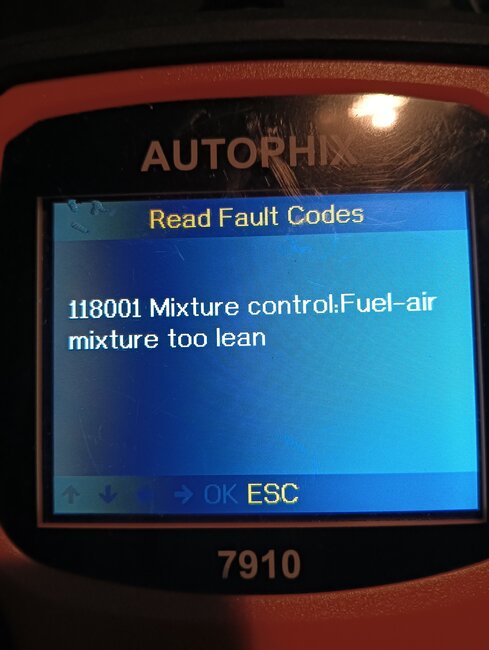 AUTOPHIX
Read Fault Codes
118001 Mixture control:Fuel-air
mixture too lean
OK ESC
7910